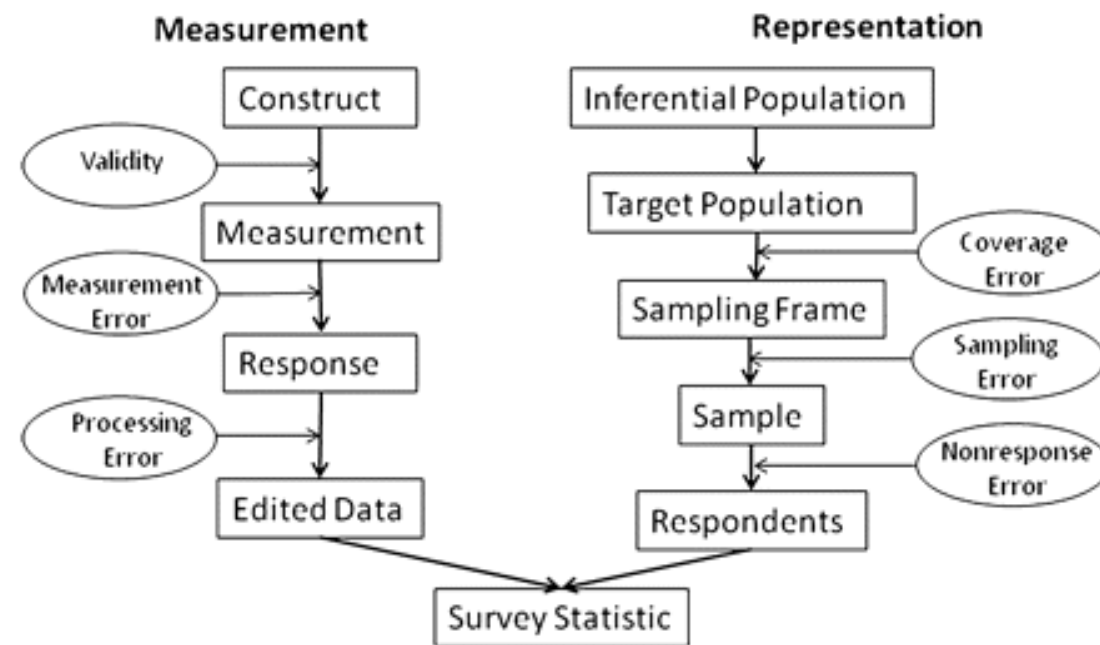 Measurement
Construct
Validity
Measurement
Measurement
Error
Response
Processing
Error
Edited Data
Representation
Inferential Population
Target Population
Coverage
Error
Sampling Frame
Sampling
Error
Sample
Nonresponse
Error
Respondents
Survey Statistic